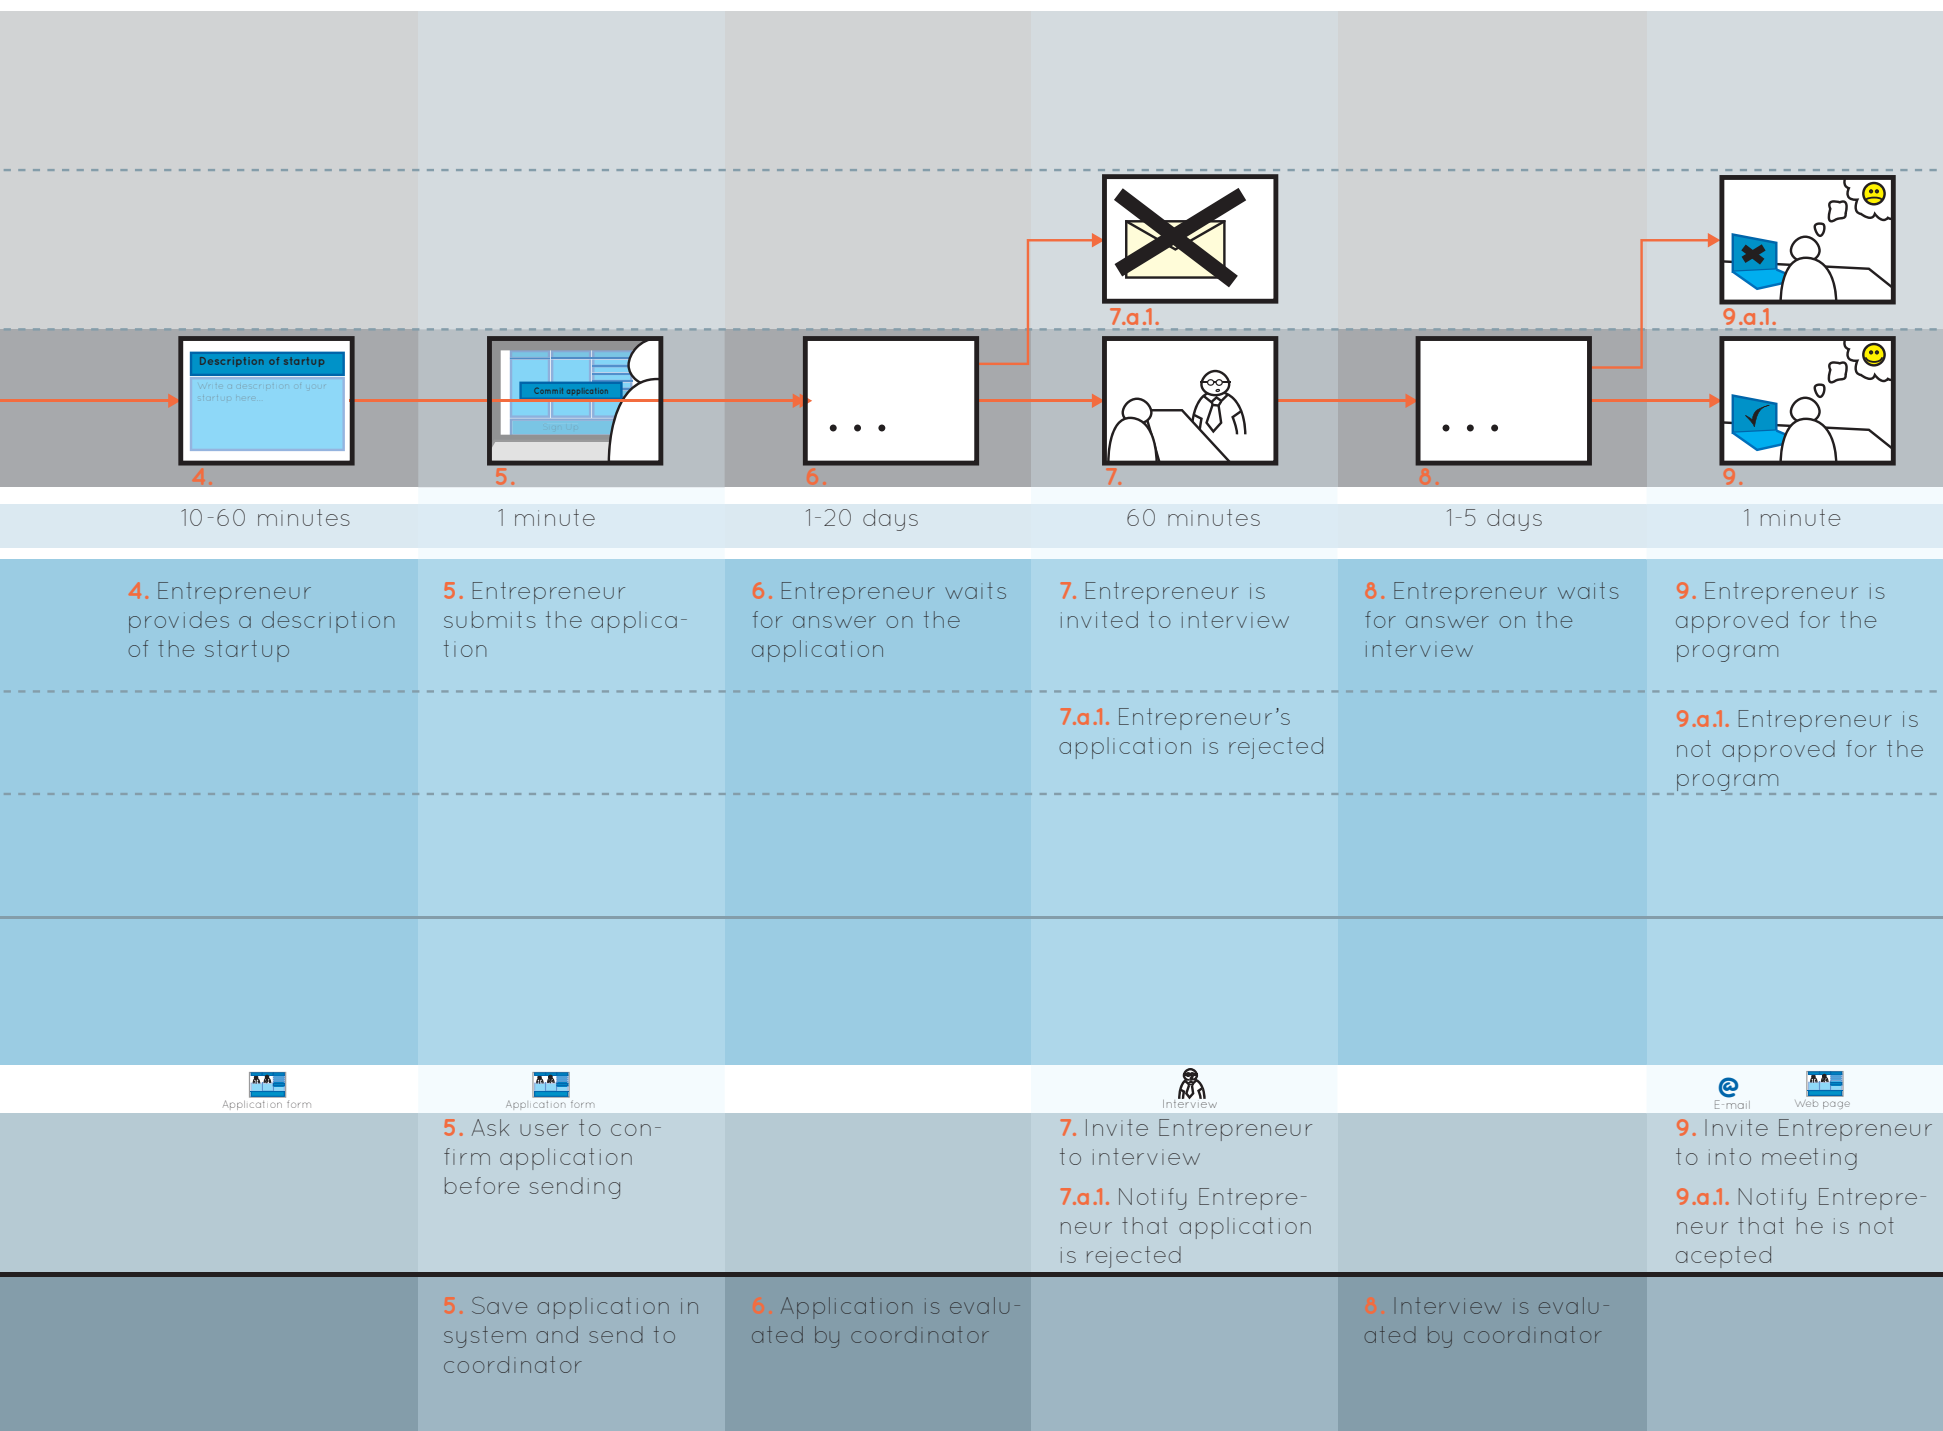 7.a.1.
9.a.1.
Description of startup
Write a description of your
startup here...
Commit application
Sign Up
4.
5.
6.
7.
8.
9.
10-60 minutes
1 minute
1-20 days
60 minutes
1-5 days
1 minute
4. Entrepreneur
provides a description
of the startup
5. Entrepreneur
submits the applica-
tion
6. Entrepreneur waits
for answer on the
application
7. Entrepreneur is
invited to interview
8. Entrepreneur waits
for answer on the
interview
9. Entrepreneur is
approved for the
program
7.a.1. Entrepreneur's
application is rejected
9.a.1. Entrepreneur is
not approved for the
program
Application form
Application form
Interview
@
E-mail
Web page
5. Ask user to con-
firm application
before sending
7. Invite Entrepreneur
to interview
7.a.1. Notify Entrepre-
neur that application
is rejected
9. Invite Entrepreneur
to into meeting
9.a.1. Notify Entrepre-
neur that he is not
acepted
5. Save application in
system and send to
coordinator
6. Application is evalu-
ated by coordinator
8. Interview is evalu-
ated by coordinator